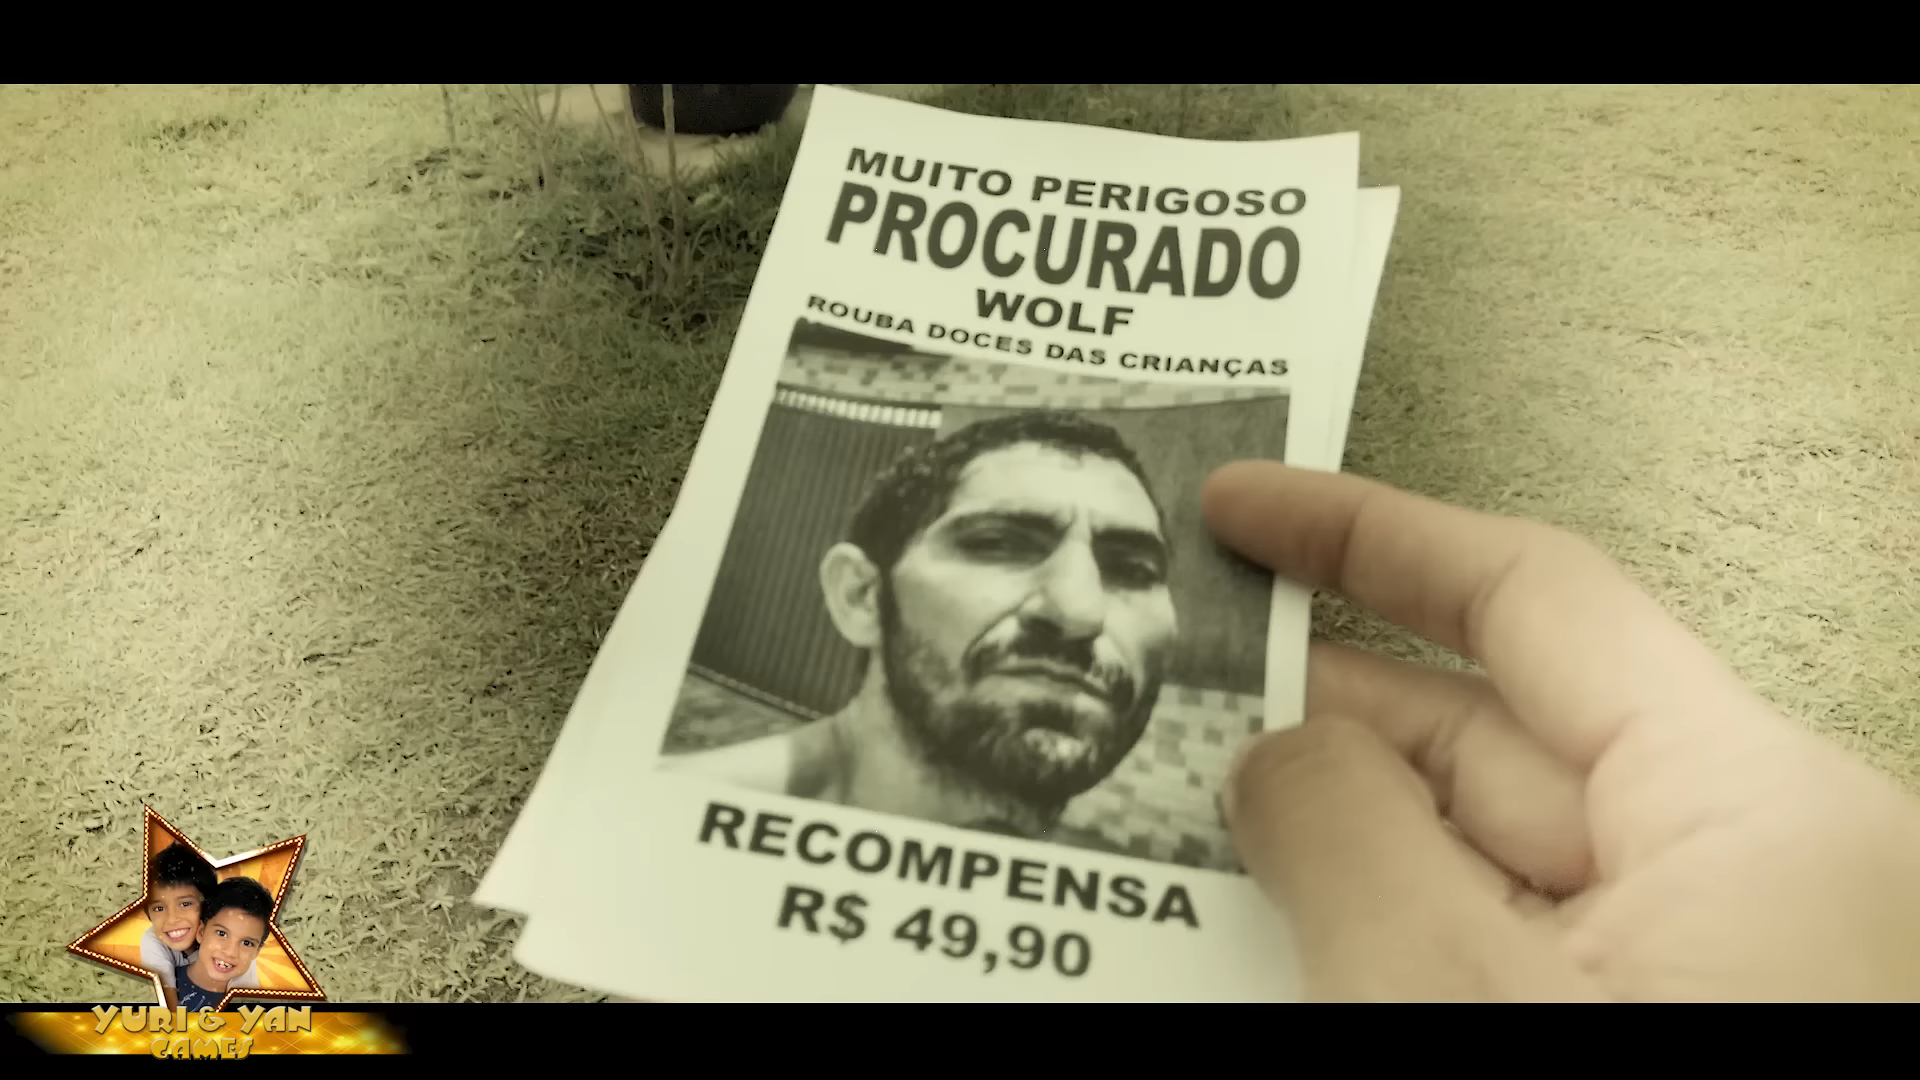 MUITO PERIGOSO
PROCURADO
WOLF
ROUBA DOCES DAS CRIANÇAS
RECOMPENSA
R$ 49,90
YURI & YAN
GAMES